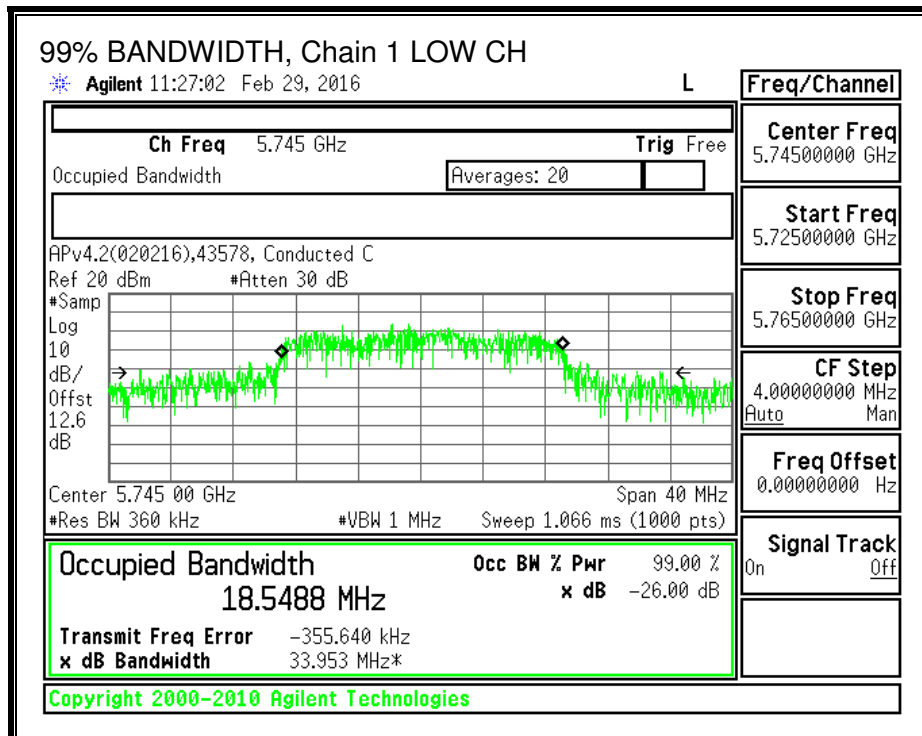 99% BANDWIDTH, Chain 1 LOW CH
Agilent 11:27:02 Feb 29, 2016 L
Freq/Channel
Ch Freq 5.745 GHz Trig Free
Occupied Bandwidth Averages: 20
APv4.2(020216),43578, Conducted C
Ref 20 dBm #Atten 30 dB
#Samp
Log
10
dB/
Offst
12.6
dB
Center 5.745 00 GHz Span 40 MHz
#Res BW 360 kHz #VBW 1 MHz Sweep 1.066 ms (1000 pts)
Occupied Bandwidth Occ BW % Pwr 99.00 %
18.5488 MHz x dB -26.00 dB
Transmit Freq Error -355.640 kHz
x dB Bandwidth 33.953 MHz*
Copyright 2000-2010 Agilent Technologies
Center Freq
5.74500000 GHz
Start Freq
5.72500000 GHz
Stop Freq
5.76500000 GHz
CF Step
4.00000000 MHz
Auto Man
Freq Offset
0.00000000 Hz
Signal Track
On Off